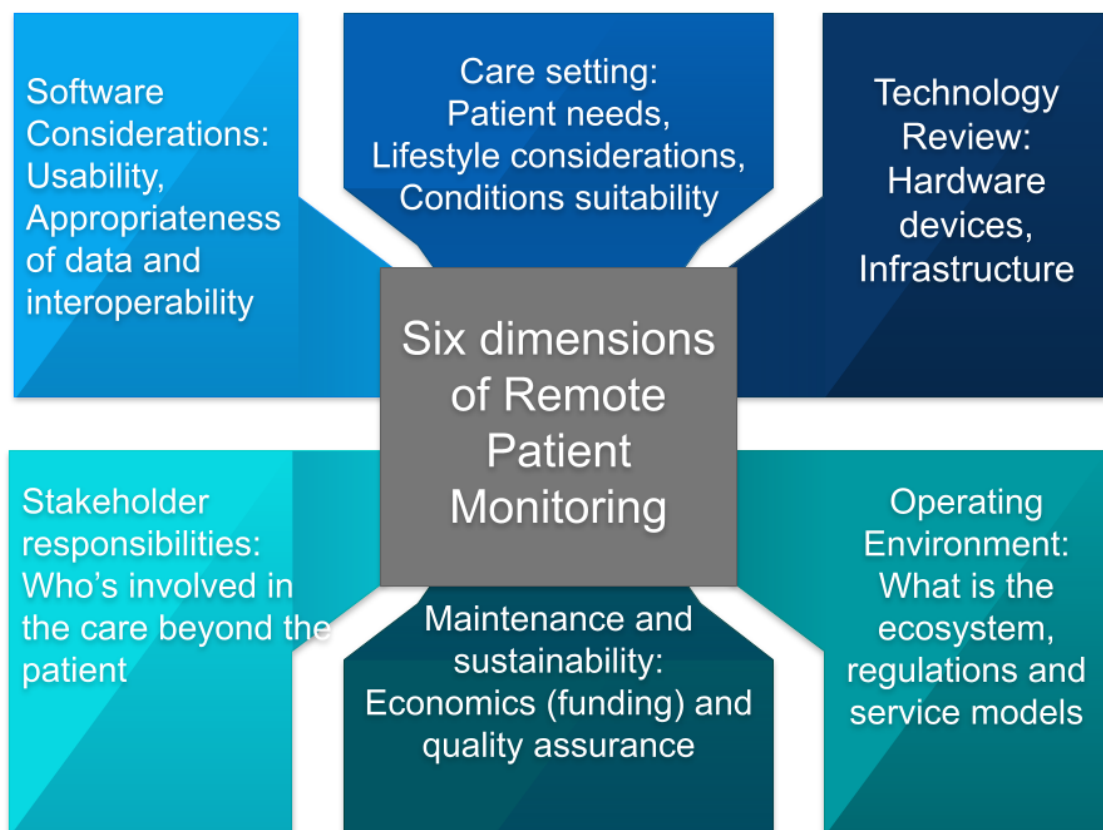 Software
Considerations:
Usability,
Appropriateness
of data and
interoperability
Care setting:
Patient needs,
Lifestyle considerations,
Conditions suitability
Technology
Review:
Hardware
devices,
Infrastructure
Six dimensions
of Remote
Patient
Monitoring
Stakeholder
responsibilities:
Who’s involved in
the care beyond the
patient
Maintenance and
sustainability:
Economics (funding) and
quality assurance
Operating
Environment:
What is the
ecosystem,
regulations and
service models